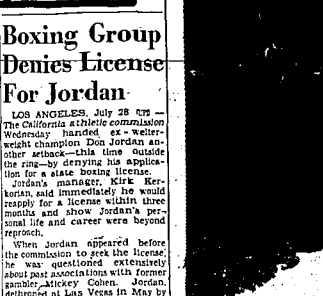 Boxing Group
Denies License
For Jordan
LOS ANGELES, July 28 (UPI) —
The California athletic commission
Wednesday handed ex-welter-
weight champion Don Jordan an-
other setback—this time outside
the ring—by denying his applica-
tion for a state boxing license.
Jordan's manager, Kirk Ker-
korian, said immediately he would
reapply for a license within three
months and show Jordan's per-
sonal life and career were beyond
reproach.
When Jordan appeared before
the commission to seek the license,
he was questioned extensively
about past associations with former
gambler Mickey Cohen. Jordan,
dethroned at Las Vegas in May by